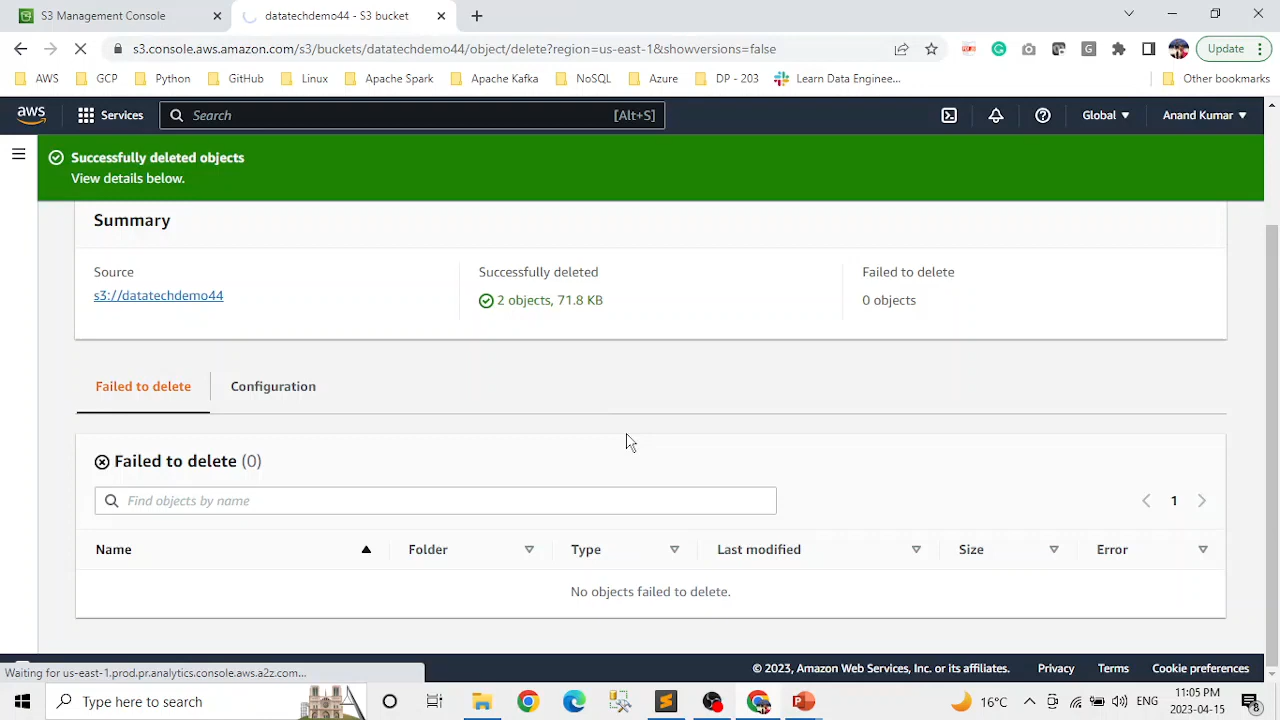 S3 Management Console
datatechdemo44 - S3 bucket
s3.console.aws.amazon.com/s3/buckets/datatechdemo44/object/delete?region=us-east-1&showversions=false
Update
AWS
GCP
Python
GitHub
Linux
Apache Spark
Apache Kafka
NoSQL
Azure
DP - 203
Learn Data Enginee...
Other bookmarks
aws
Services
Search
[Alt+S]
Global
Anand Kumar
Successfully deleted objects
View details below.
Summary
Source
s3://datatechdemo44
Successfully deleted
2 objects, 71.8 KB
Failed to delete
0 objects
Failed to delete
Configuration
Failed to delete (0)
Find objects by name
1
Name
Folder
Type
Last modified
Size
Error
No objects failed to delete.
Waiting for us-east-1.prod.pr.analytics.console.aws.a2z.com...
© 2023, Amazon Web Services, Inc. or its affiliates.
Privacy
Terms
Cookie preferences
Type here to search
16°C
ENG
11:05 PM
2023-04-15
8